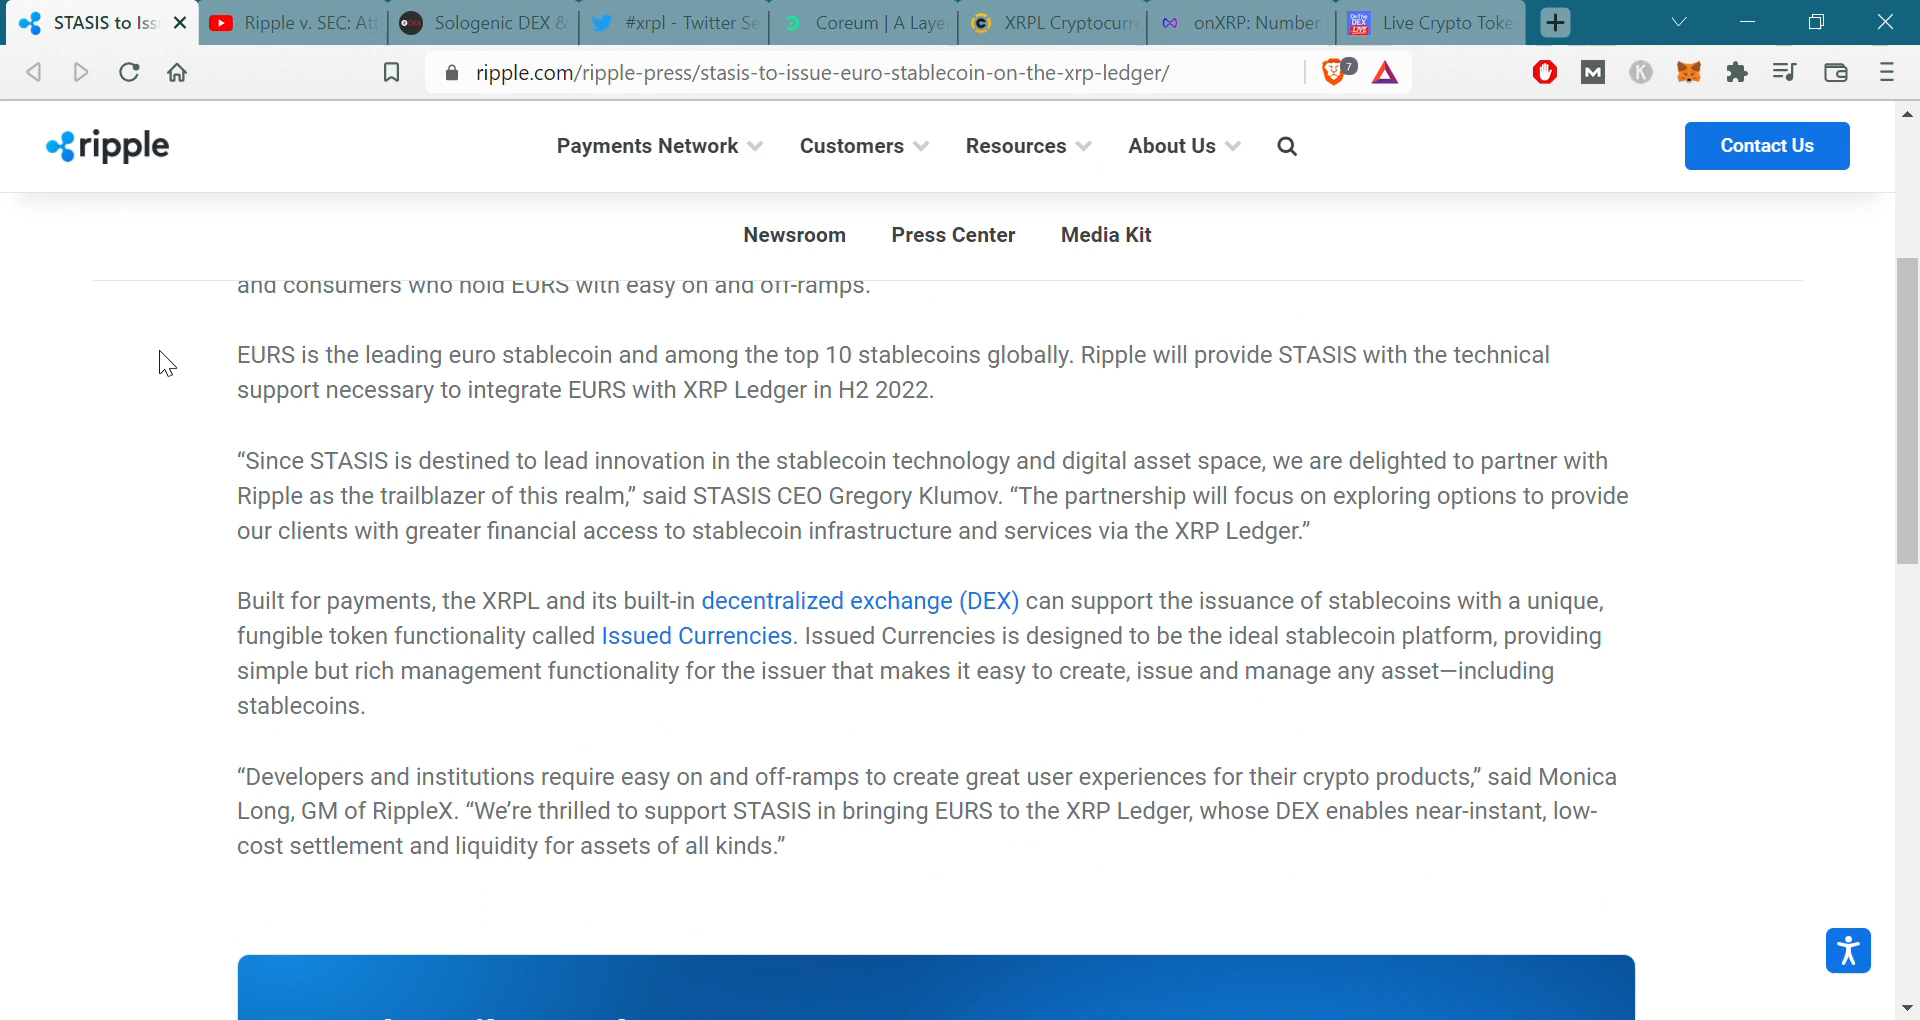 STASIS to Iss
Ripple v. SEC: Att
Sologenic DEX &
#xrpl - Twitter Se
Coreum | A Laye
XRPL Cryptocurre
onXRP: Number
Live Crypto Toke
ripple.com/ripple-press/stasis-to-issue-euro-stablecoin-on-the-xrp-ledger/
7
M
K
ripple
Payments Network
Customers
Resources
About Us
Contact Us
Newsroom
Press Center
Media Kit
and consumers who hold EURS with easy on and off-ramps.
EURS is the leading euro stablecoin and among the top 10 stablecoins globally. Ripple will provide STASIS with the technical
support necessary to integrate EURS with XRP Ledger in H2 2022.
“Since STASIS is destined to lead innovation in the stablecoin technology and digital asset space, we are delighted to partner with
Ripple as the trailblazer of this realm,” said STASIS CEO Gregory Klumov. “The partnership will focus on exploring options to provide
our clients with greater financial access to stablecoin infrastructure and services via the XRP Ledger.”
Built for payments, the XRPL and its built-in decentralized exchange (DEX) can support the issuance of stablecoins with a unique,
fungible token functionality called Issued Currencies. Issued Currencies is designed to be the ideal stablecoin platform, providing
simple but rich management functionality for the issuer that makes it easy to create, issue and manage any asset—including
stablecoins.
“Developers and institutions require easy on and off-ramps to create great user experiences for their crypto products,” said Monica
Long, GM of RippleX. “We’re thrilled to support STASIS in bringing EURS to the XRP Ledger, whose DEX enables near-instant, low-
cost settlement and liquidity for assets of all kinds.”